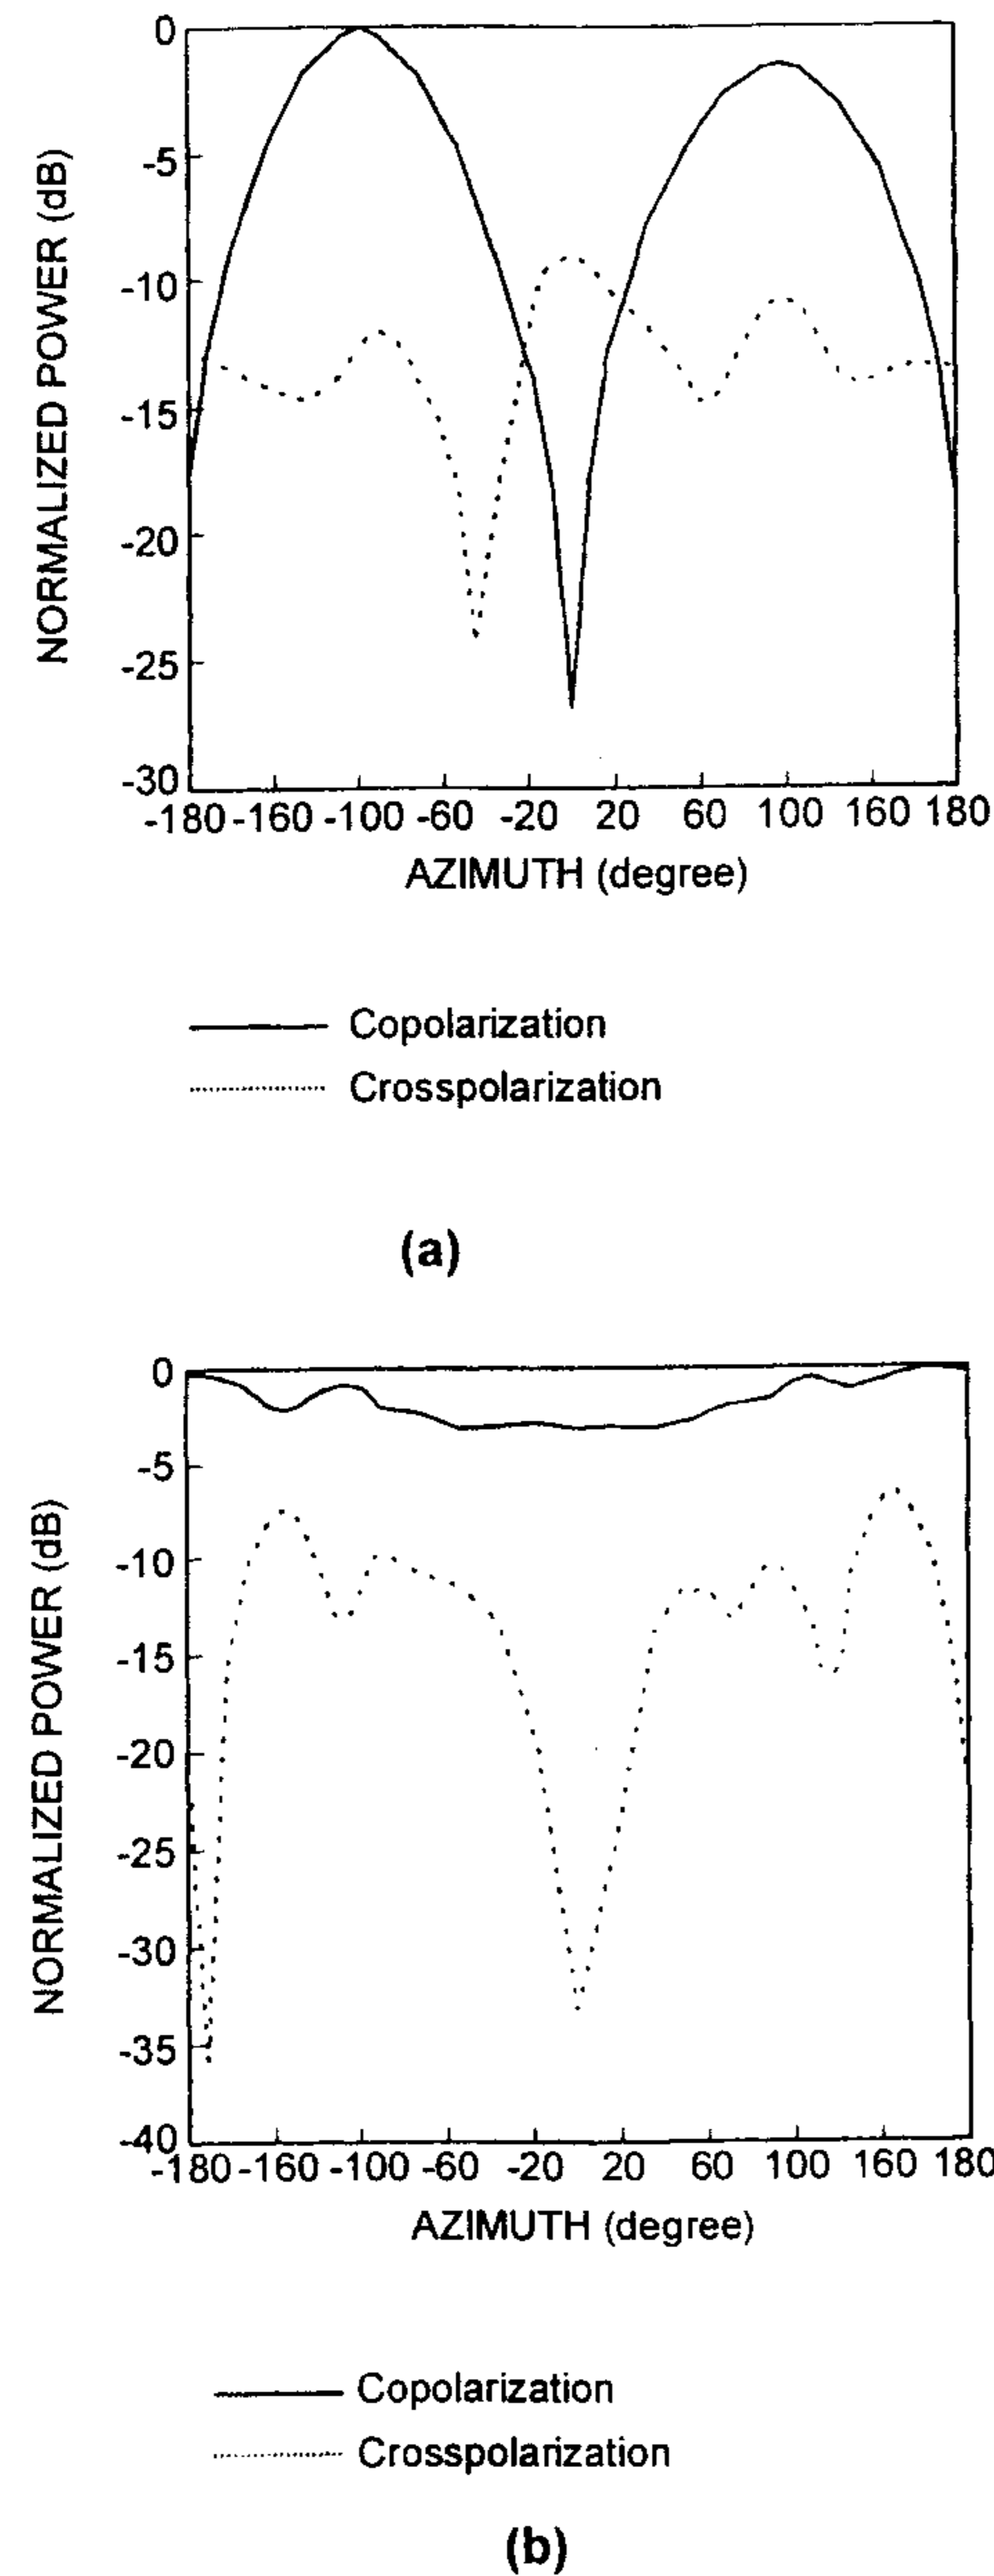 NORMALIZED POWER (dB)
0
-5
-10
-15
-20
-25
-30
-180 -160 -100 -60 -20 20 60 100 160 180
AZIMUTH (degree)
Copolarization
Crosspolarization
(a)
NORMALIZED POWER (dB)
0
-5
-10
-15
-20
-25
-30
-35
-40
-180 -160 -100 -60 -20 20 60 100 160 180
AZIMUTH (degree)
Copolarization
Crosspolarization
(b)